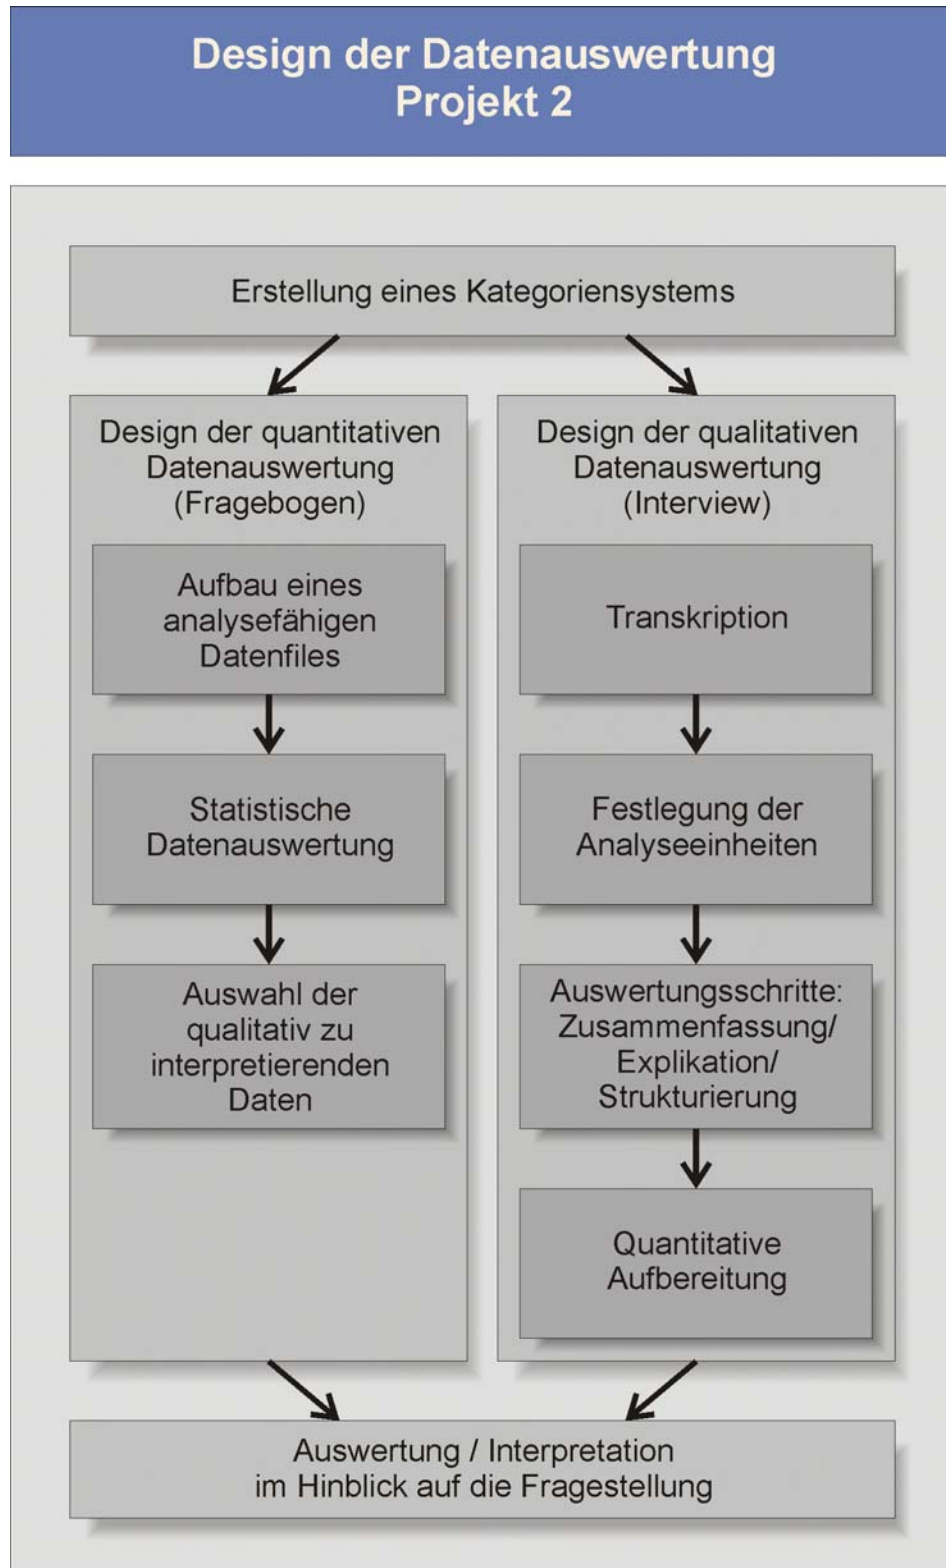 Design der Datenauswertung
Projekt 2
Erstellung eines Kategoriensystems
Design der quantitativen
Datenauswertung
(Fragebogen)
Aufbau eines
analysefähigen
Datenfiles
Statistische
Datenauswertung
Auswahl der
qualitativ zu
interpretierenden
Daten
Design der qualitativen
Datenauswertung
(Interview)
Transkription
Festlegung der
Analyseeinheiten
Auswertungsschritte:
Zusammenfassung/
Explikation/
Strukturierung
Quantitative
Aufbereitung
Auswertung / Interpretation
im Hinblick auf die Fragestellung